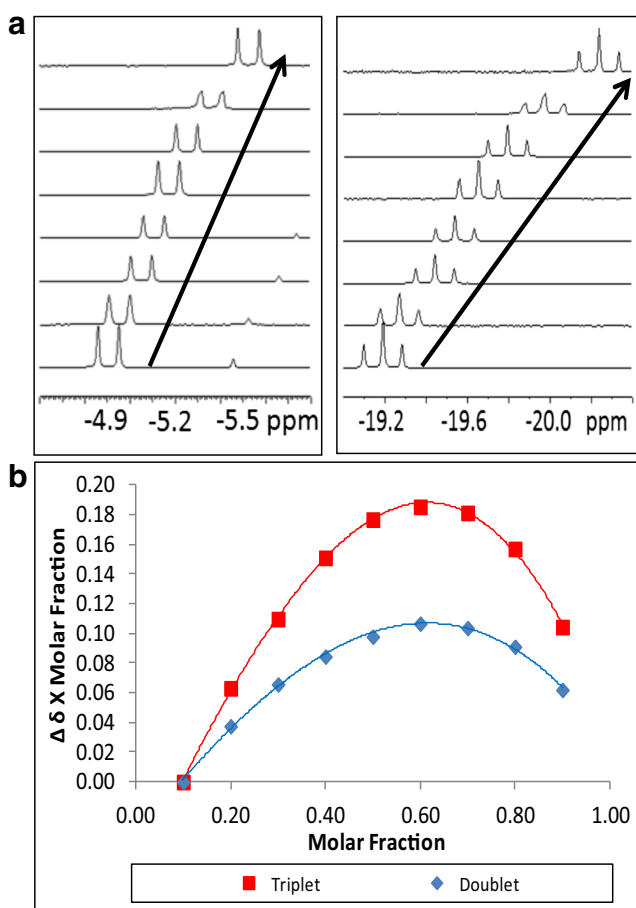 a
-4.9 -5.2 -5.5 ppm
-19.2 -19.6 -20.0 ppm
b
Δ δ X Molar Fraction
0.20
0.18
0.16
0.14
0.12
0.10
0.08
0.06
0.04
0.02
0.00
0.00 0.20 0.40 0.60 0.80 1.00
Molar Fraction
Triplet Doublet